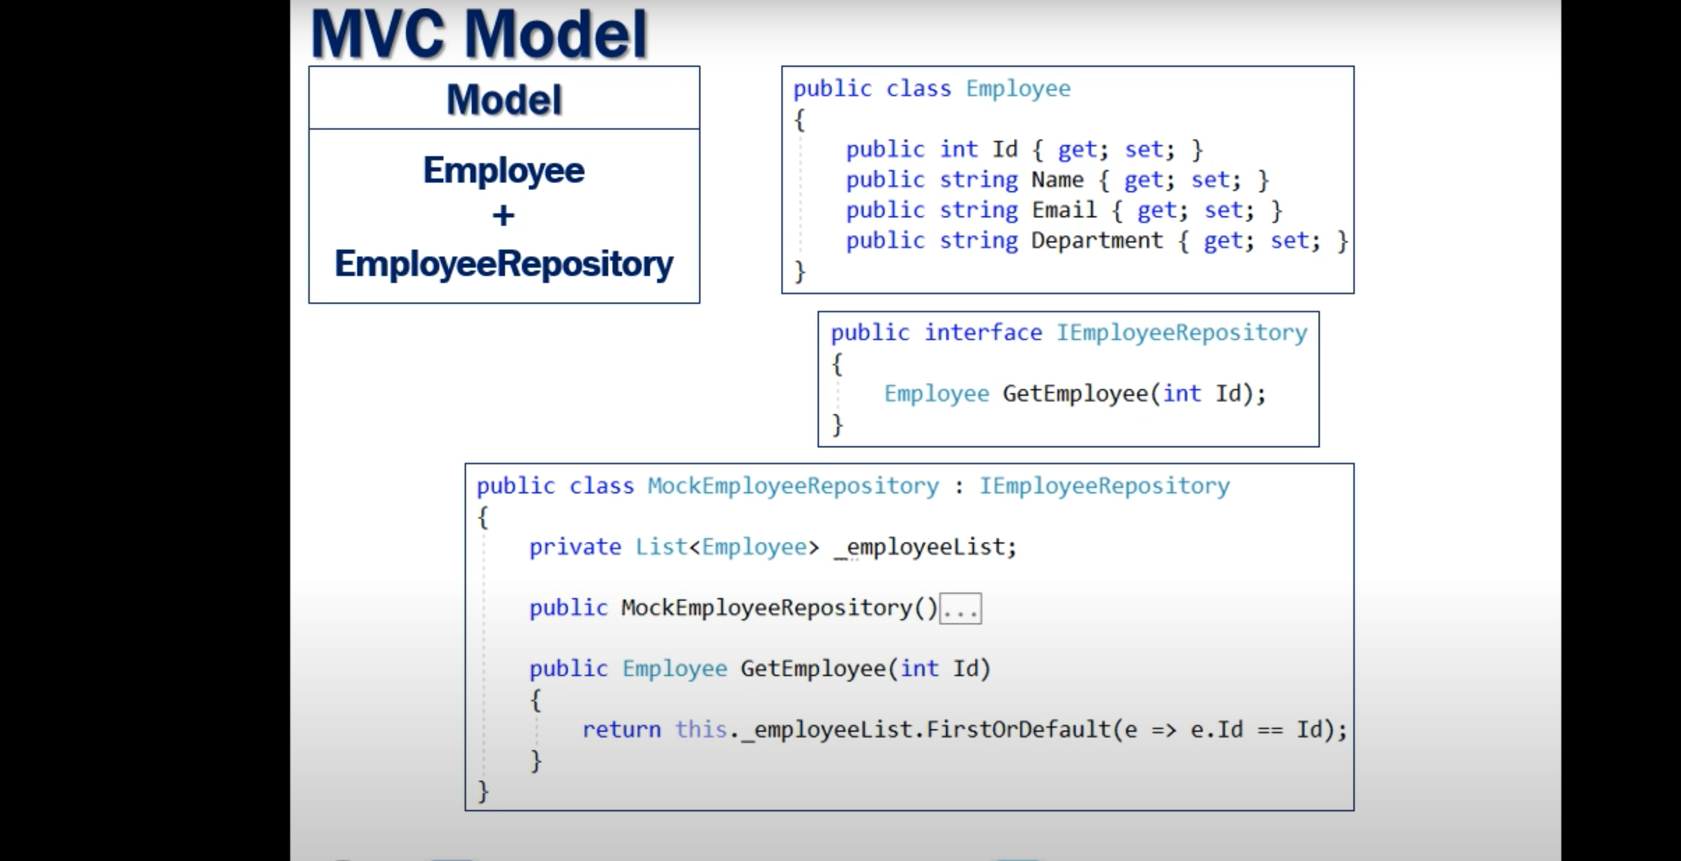 MVC Model
Model
Employee
+
EmployeeRepository
public class Employee
{
public int Id { get; set; }
public string Name { get; set; }
public string Email { get; set; }
public string Department { get; set; }
}
public interface IEmployeeRepository
{
Employee GetEmployee(int Id);
}
public class MockEmployeeRepository : IEmployeeRepository
{
private List<Employee> _employeeList;
public MockEmployeeRepository()...
public Employee GetEmployee(int Id)
{
return this._employeeList.FirstOrDefault(e => e.Id == Id);
}
}